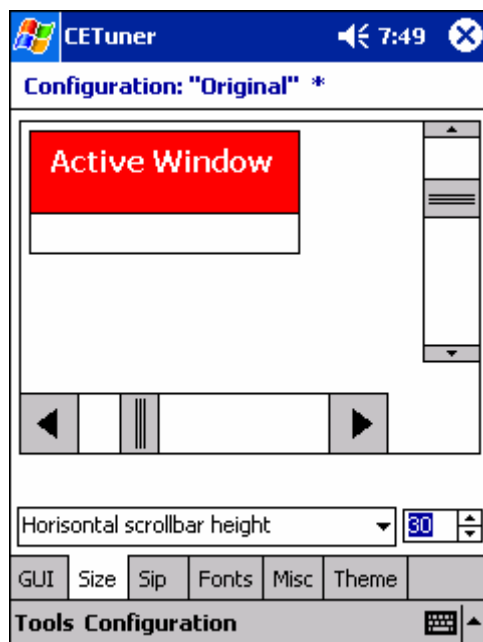 CETuner 7:49
Configuration: "Original" *
Active Window
Horisontal scrollbar height 30
GUI Size Sip Fonts Misc Theme
Tools Configuration